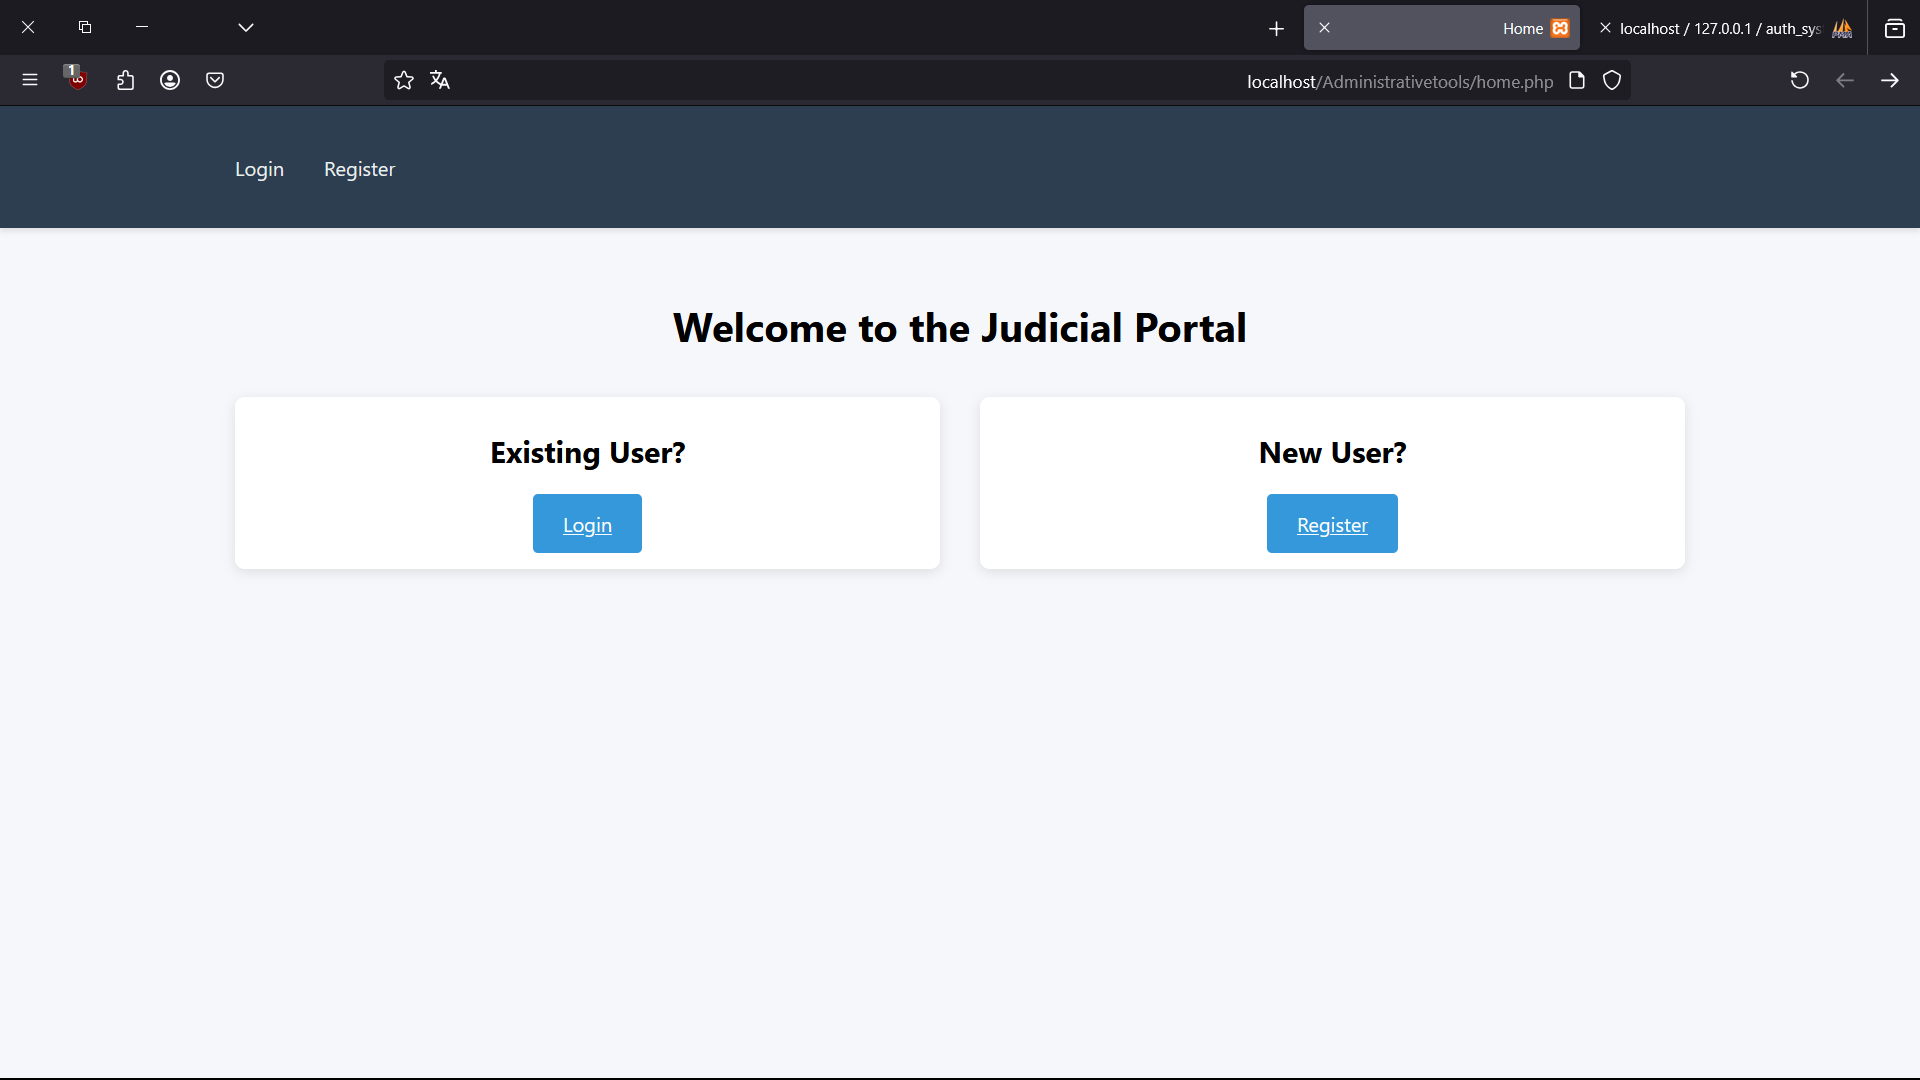 Home
localhost / 127.0.0.1 / auth_sys
1
localhost/Administrativetools/home.php
Login
Register
Welcome to the Judicial Portal
Existing User?
Login
New User?
Register